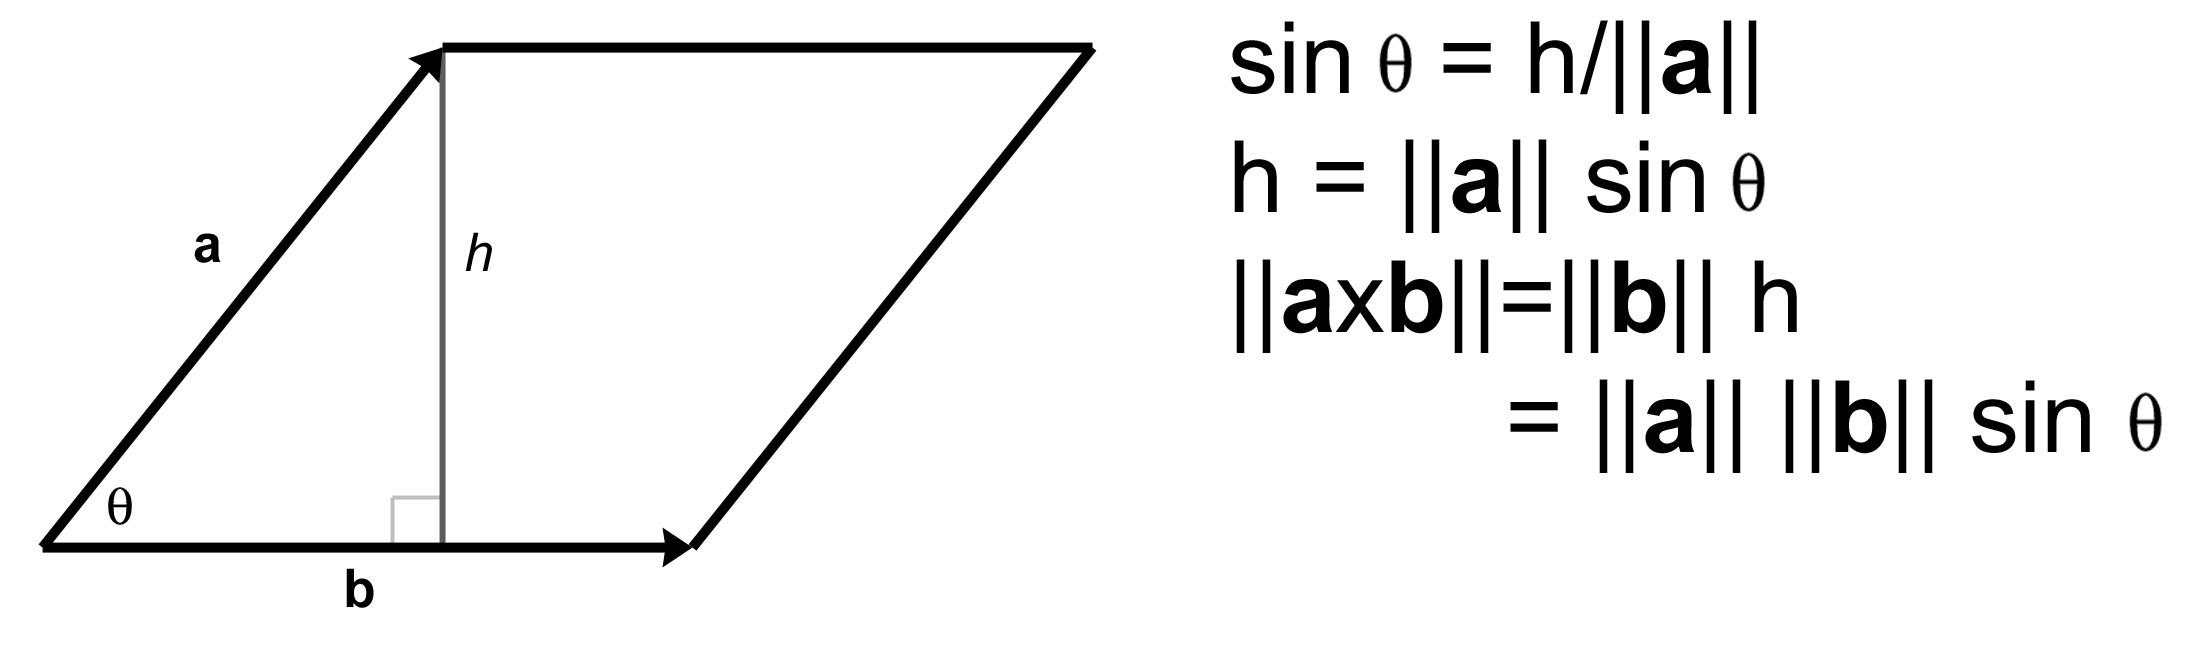 sin θ = h/||a||
h = ||a|| sin θ
||axb||=||b|| h
= ||a|| ||b|| sin θ
a
h
θ
b